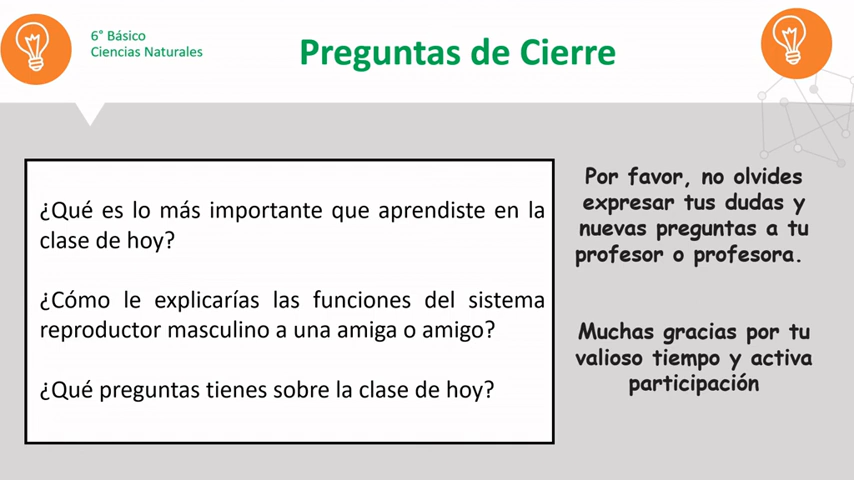 6° Básico
Ciencias Naturales
Preguntas de Cierre
¿Qué es lo más importante que aprendiste en la
clase de hoy?
¿Cómo le explicarías las funciones del sistema
reproductor masculino a una amiga o amigo?
¿Qué preguntas tienes sobre la clase de hoy?
Por favor, no olvides
expresar tus dudas y
nuevas preguntas a tu
profesor o profesora.
Muchas gracias por tu
valioso tiempo y activa
participación